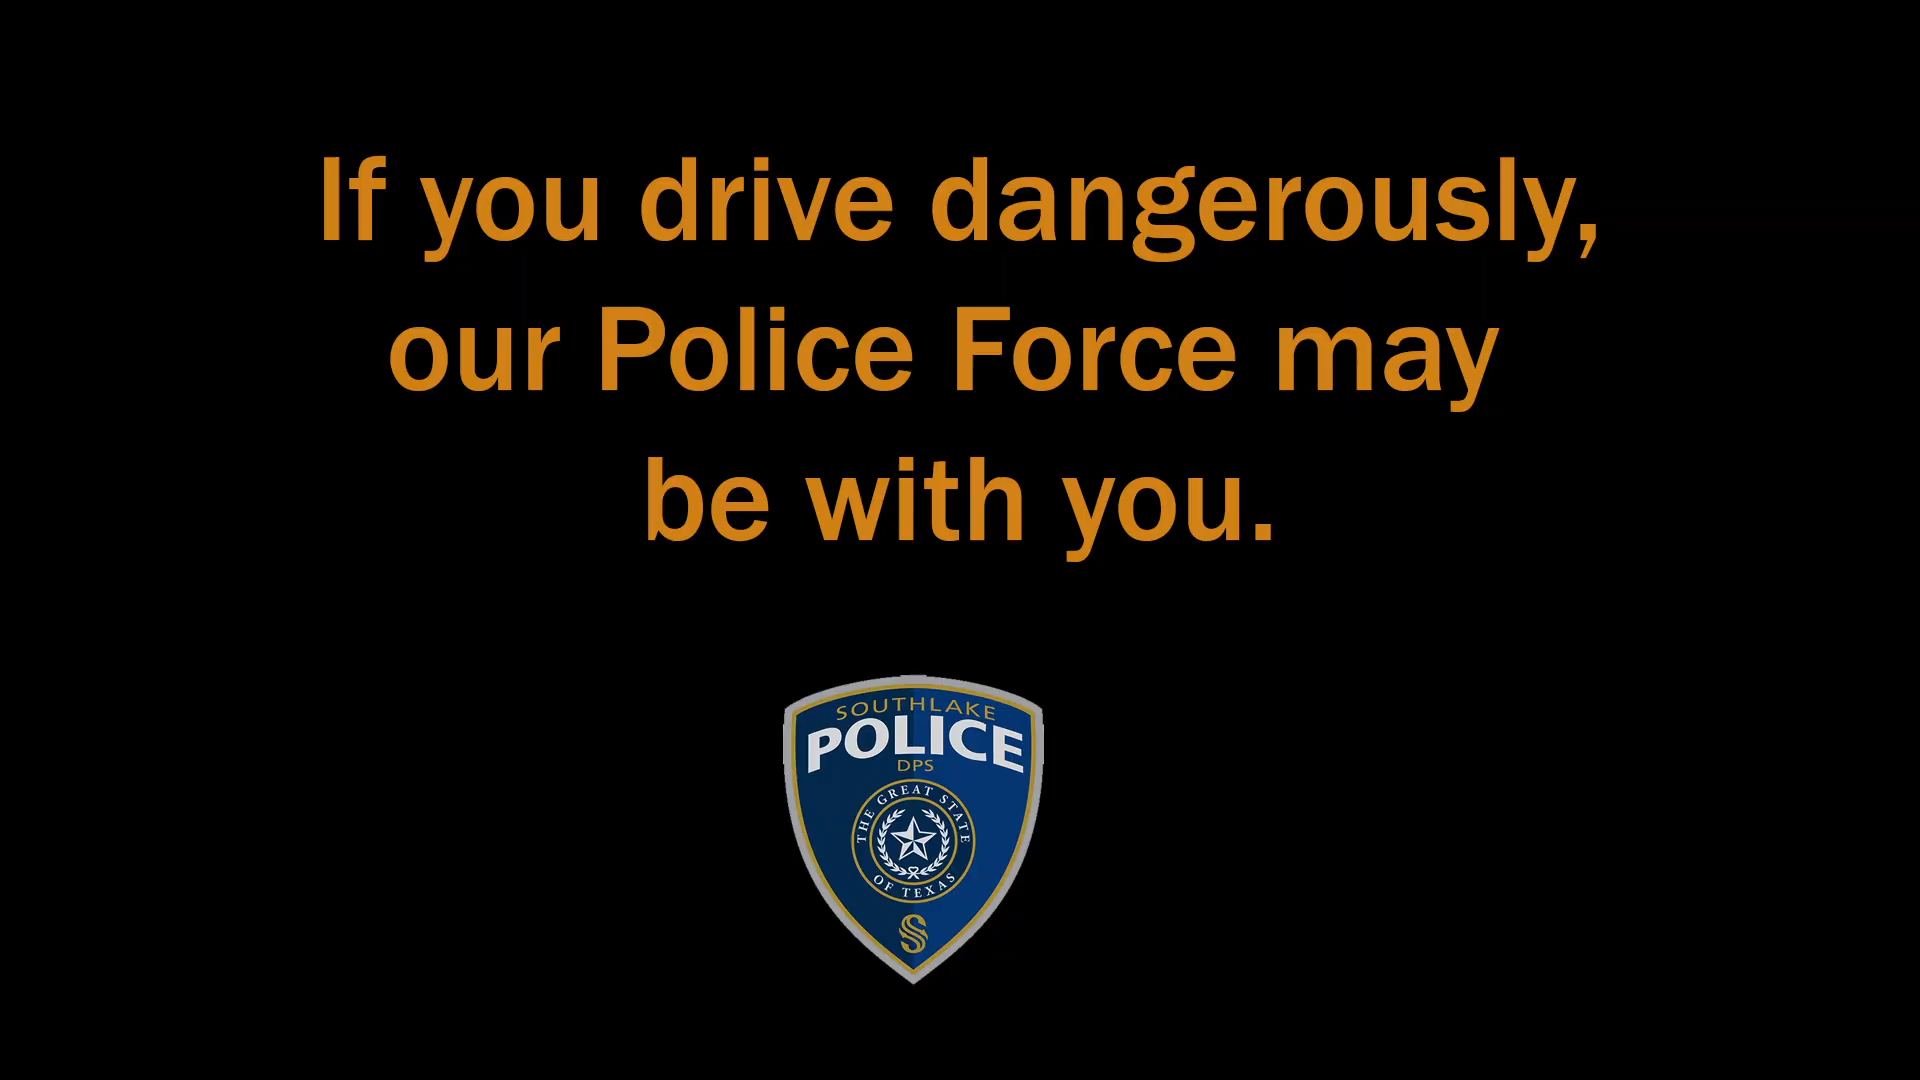 If you drive dangerously,
our Police Force may
be with you.
SOUTHLAKE
POLICE
DPS
THE GREAT STATE
OF TEXAS
S